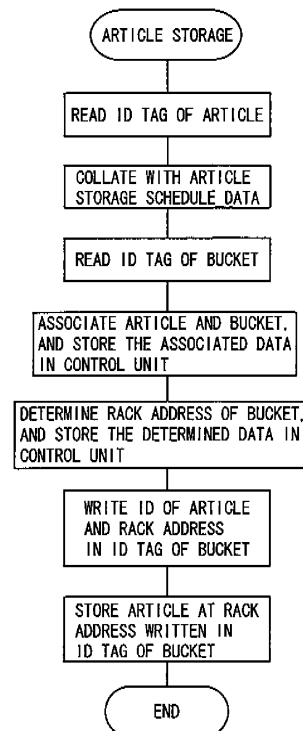 ARTICLE STORAGE
READ ID TAG OF ARTICLE
COLLATE WITH ARTICLE
STORAGE SCHEDULE DATA
READ ID TAG OF BUCKET
ASSOCIATE ARTICLE AND BUCKET,
AND STORE THE ASSOCIATED DATA
IN CONTROL UNIT
DETERMINE RACK ADDRESS OF BUCKET,
AND STORE THE DETERMINED DATA IN
CONTROL UNIT
WRITE ID OF ARTICLE
AND RACK ADDRESS
IN ID TAG OF BUCKET
STORE ARTICLE AT RACK
ADDRESS WRITTEN IN
ID TAG OF BUCKET
END